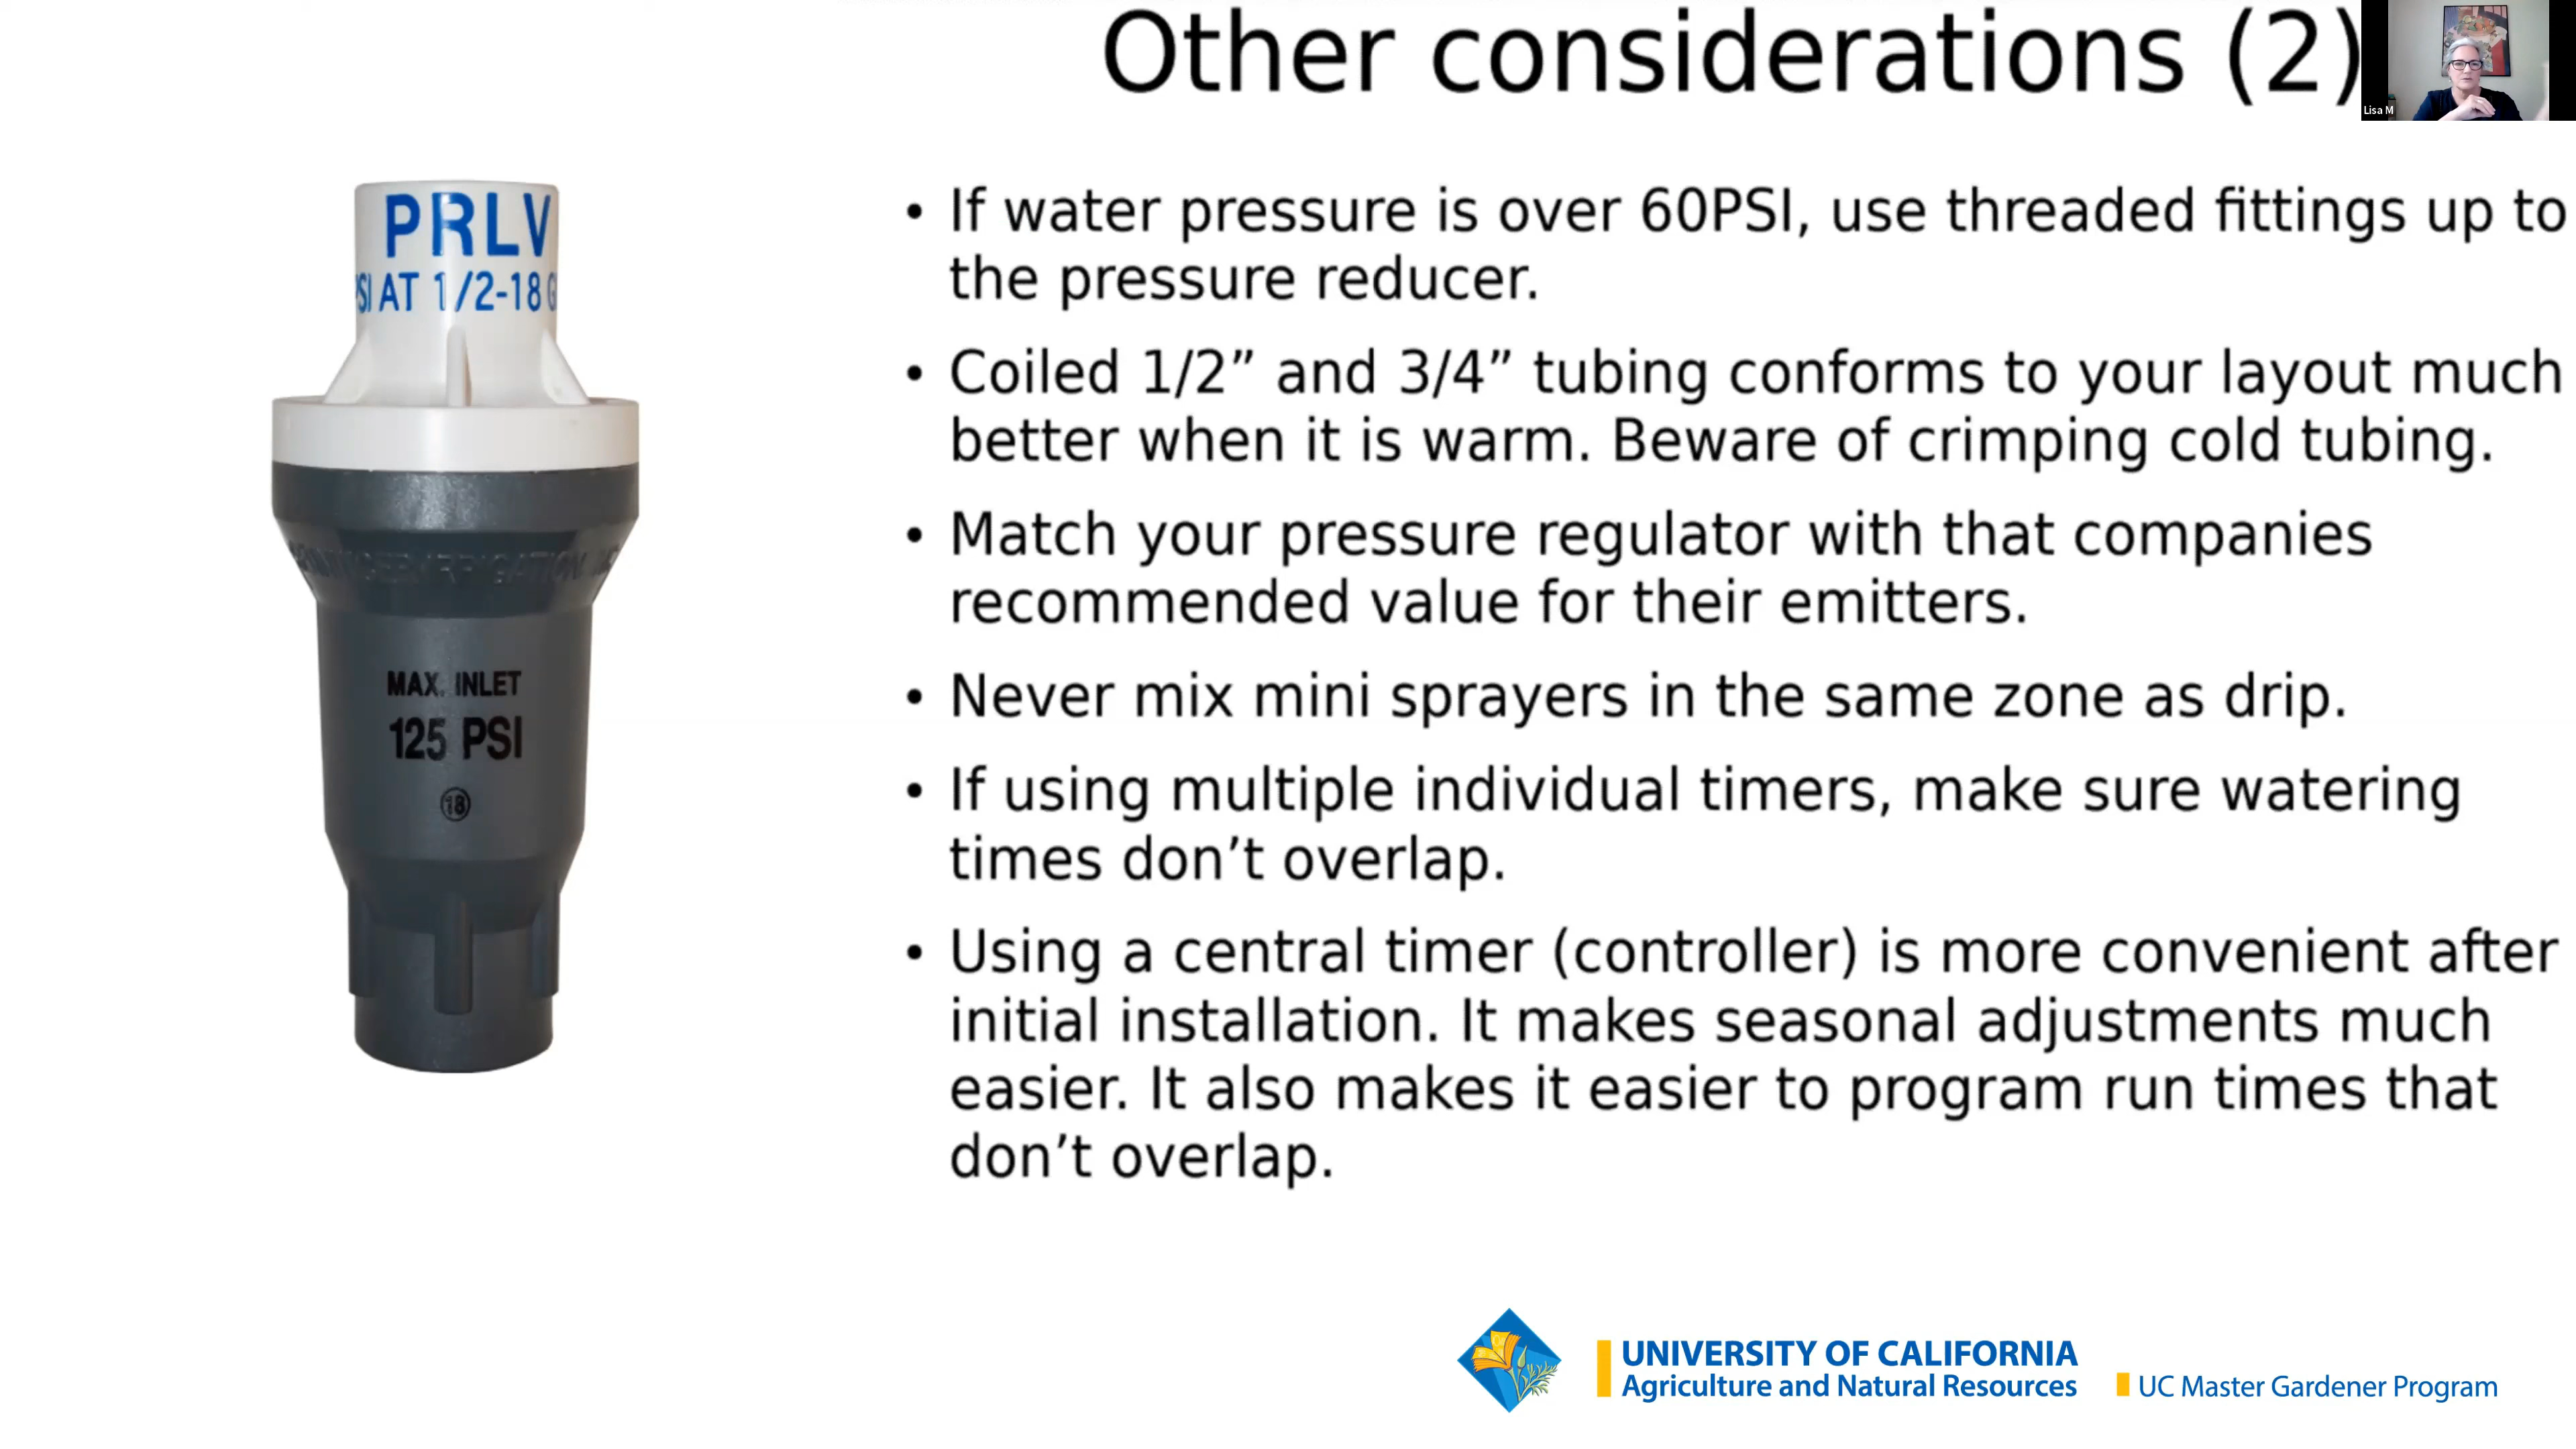 Other considerations (2)
Lisa M
PRLV
PSI AT 1/2-18 G
MAX. INLET
125 PSI
18
• If water pressure is over 60PSI, use threaded fittings up to
the pressure reducer.
• Coiled 1/2” and 3/4” tubing conforms to your layout much
better when it is warm. Beware of crimping cold tubing.
• Match your pressure regulator with that companies
recommended value for their emitters.
• Never mix mini sprayers in the same zone as drip.
• If using multiple individual timers, make sure watering
times don’t overlap.
• Using a central timer (controller) is more convenient after
initial installation. It makes seasonal adjustments much
easier. It also makes it easier to program run times that
don’t overlap.
UNIVERSITY OF CALIFORNIA
Agriculture and Natural Resources
UC Master Gardener Program